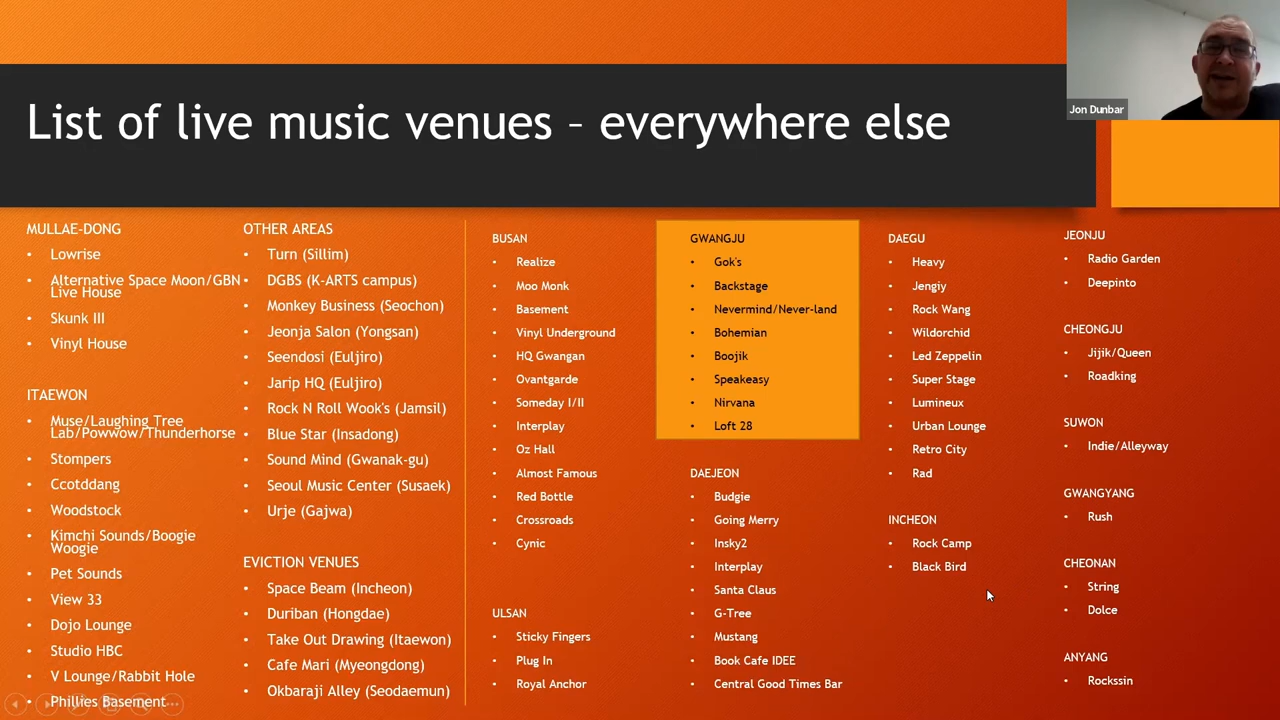 List of live music venues – everywhere else
Jon Dunbar
MULLAE-DONG
• Lowrise
• Alternative Space Moon/GBN
Live House
• Skunk III
• Vinyl House
ITAEWON
• Muse/Laughing Tree
Lab/Powwow/Thunderhorse
• Stompers
• Ccotddang
• Woodstock
• Kimchi Sounds/Boogie
Woogie
• Pet Sounds
• View 33
• Dojo Lounge
• Studio HBC
• V Lounge/Rabbit Hole
• Phillies Basement
OTHER AREAS
• Turn (Sillim)
• DGBS (K-ARTS campus)
• Monkey Business (Seochon)
• Jeonja Salon (Yongsan)
• Seendosi (Euljiro)
• Jarip HQ (Euljiro)
• Rock N Roll Wook's (Jamsil)
• Blue Star (Insadong)
• Sound Mind (Gwanak-gu)
• Seoul Music Center (Susaek)
• Urje (Gajwa)
EVICTION VENUES
• Space Beam (Incheon)
• Duriban (Hongdae)
• Take Out Drawing (Itaewon)
• Cafe Mari (Myeongdong)
• Okbaraji Alley (Seodaemun)
BUSAN
• Realize
• Moo Monk
• Basement
• Vinyl Underground
• HQ Gwangan
• Ovantgarde
• Someday I/II
• Interplay
• Oz Hall
• Almost Famous
• Red Bottle
• Crossroads
• Cynic
ULSAN
• Sticky Fingers
• Plug In
• Royal Anchor
GWANGJU
• Gok's
• Backstage
• Nevermind/Never-land
• Bohemian
• Boojik
• Speakeasy
• Nirvana
• Loft 28
DAEJEON
• Budgie
• Going Merry
• Insky2
• Interplay
• Santa Claus
• G-Tree
• Mustang
• Book Cafe IDEE
• Central Good Times Bar
DAEGU
• Heavy
• Jengiy
• Rock Wang
• Wildorchid
• Led Zeppelin
• Super Stage
• Lumineux
• Urban Lounge
• Retro City
• Rad
INCHEON
• Rock Camp
• Black Bird
JEONJU
• Radio Garden
• Deepinto
CHEONGJU
• Jijik/Queen
• Roadking
SUWON
• Indie/Alleyway
GWANGYANG
• Rush
CHEONAN
• String
• Dolce
ANYANG
• Rockssin